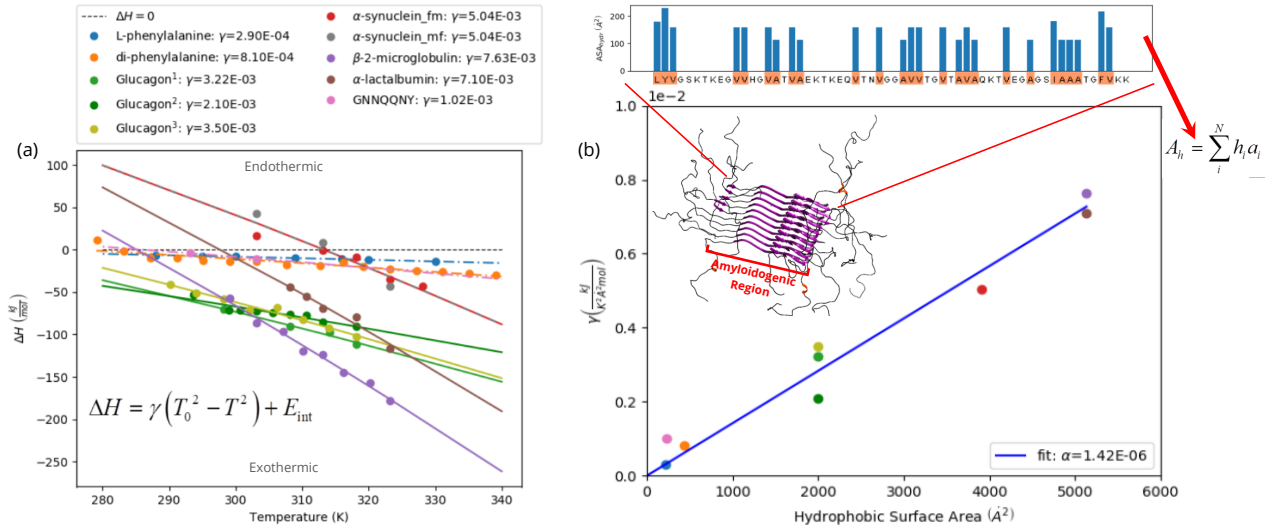 ΔH = 0
L-phenylalanine: γ=2.90E-04
di-phenylalanine: γ=8.10E-04
Glucagon¹: γ=3.22E-03
Glucagon²: γ=2.10E-03
Glucagon³: γ=3.50E-03
α-synuclein_fm: γ=5.04E-03
α-synuclein_mf: γ=5.04E-03
β-2-microglobulin: γ=7.63E-03
α-lactalbumin: γ=7.10E-03
GNNQQNY: γ=1.02E-03
(a)
100
50
0
−50
−100
−150
−200
−250
ΔH (kJ/mol)
Endothermic
ΔH = γ(T₀² − T²) + E_int
Exothermic
280 290 300 310 320 330 340
Temperature (K)
ASA_hydr. (Å²)
200
100
0
LYVGSKTKEGVVHGVATVAEKTKEQVTNVGGAVVTGVTAVAQKTVEGAGSIAAATGFVKK
A_h = ∑_i^N h_i a_i
(b)
1e−2
1.0
0.8
0.6
0.4
0.2
0.0
γ(kJ/K²Å²mol)
Amyloidogenic
Region
fit: α=1.42E-06
0 1000 2000 3000 4000 5000 6000
Hydrophobic Surface Area (Å²)